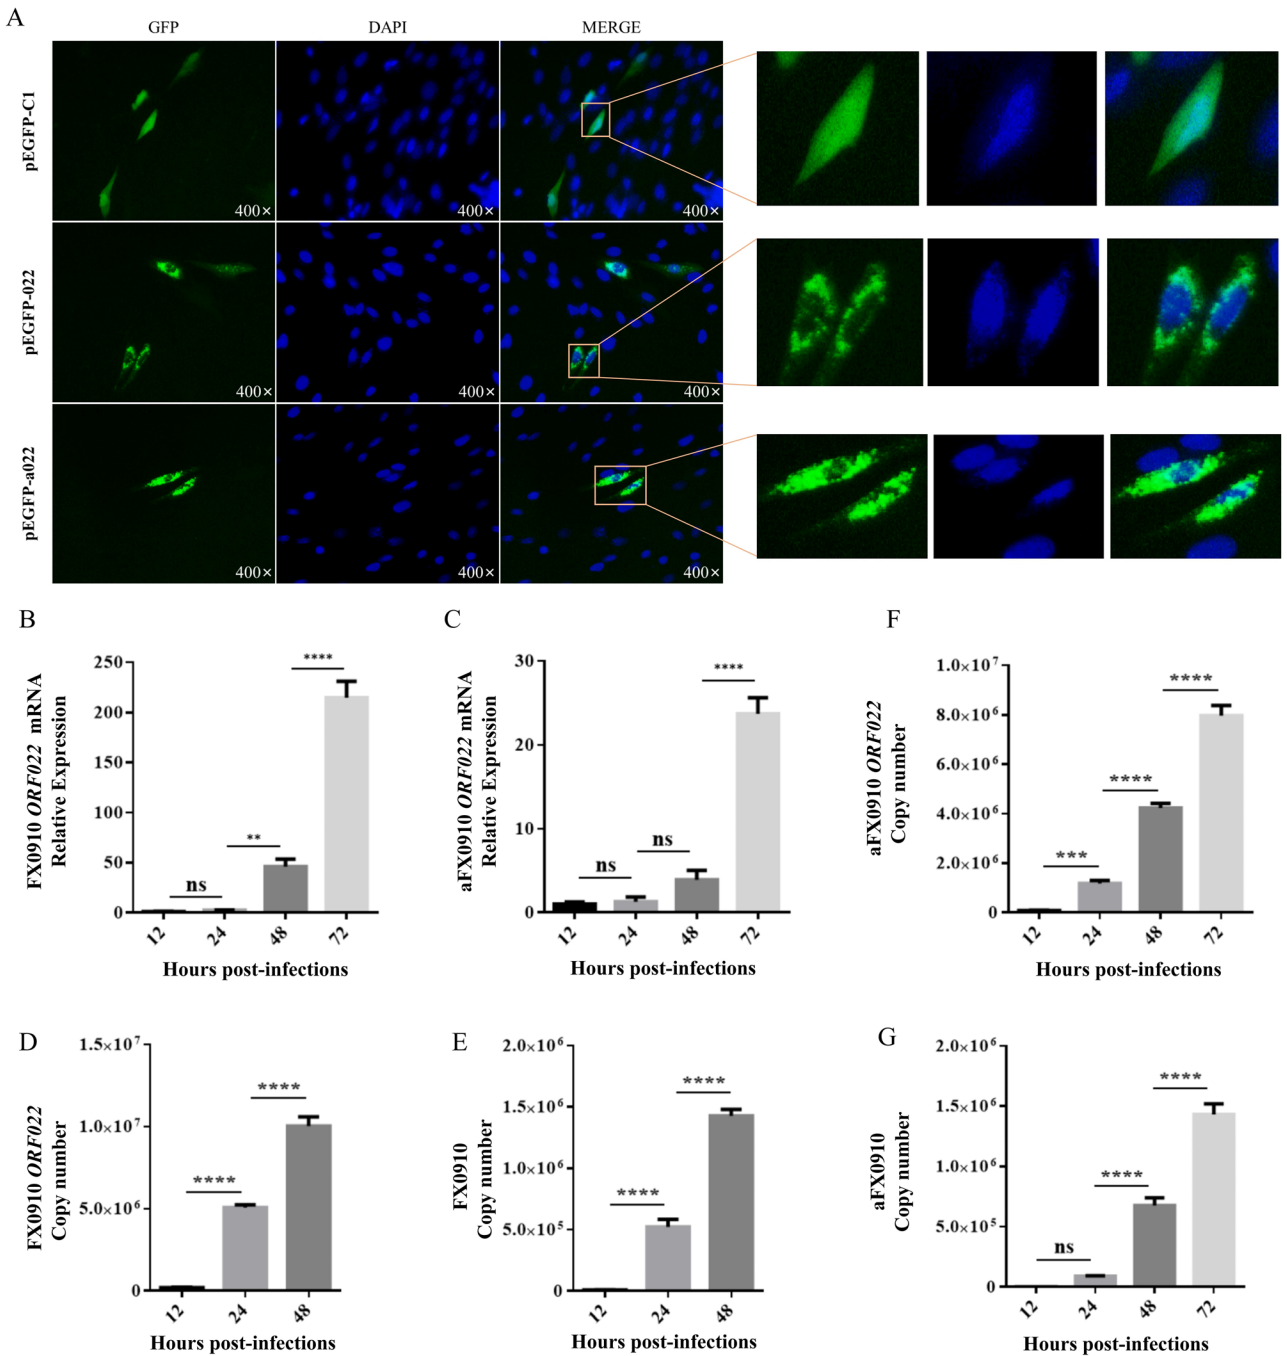 A
GFP
DAPI
MERGE
pEGFP-C1
400×
400×
400×
pEGFP-022
400×
400×
400×
pEGFP-a022
400×
400×
400×
B
FX0910 ORF022 mRNA
Relative Expression
250
200
150
100
50
0
ns
**
****
12
24
48
72
Hours post-infections
C
aFX0910 ORF022 mRNA
Relative Expression
30
20
10
0
ns
ns
****
12
24
48
72
Hours post-infections
F
aFX0910 ORF022
Copy number
1.0×10⁷
8.0×10⁶
6.0×10⁶
4.0×10⁶
2.0×10⁶
0
***
****
****
12
24
48
72
Hours post-infections
D
FX0910 ORF022
Copy number
1.5×10⁷
1.0×10⁷
5.0×10⁶
0
****
****
12
24
48
Hours post-infections
E
FX0910
Copy number
2.0×10⁶
1.5×10⁶
1.0×10⁶
5.0×10⁵
0
****
****
12
24
48
Hours post-infections
G
aFX0910
Copy number
2.0×10⁶
1.5×10⁶
1.0×10⁶
5.0×10⁵
0
ns
****
****
12
24
48
72
Hours post-infections